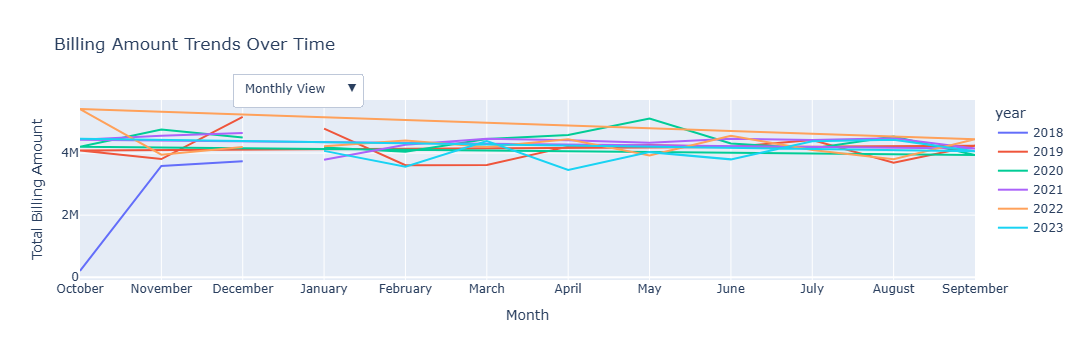 Billing Amount Trends Over Time
Monthly View ▼
Total Billing Amount
4M
2M
0
October November December January February March April May June July August September
Month
year
2018
2019
2020
2021
2022
2023